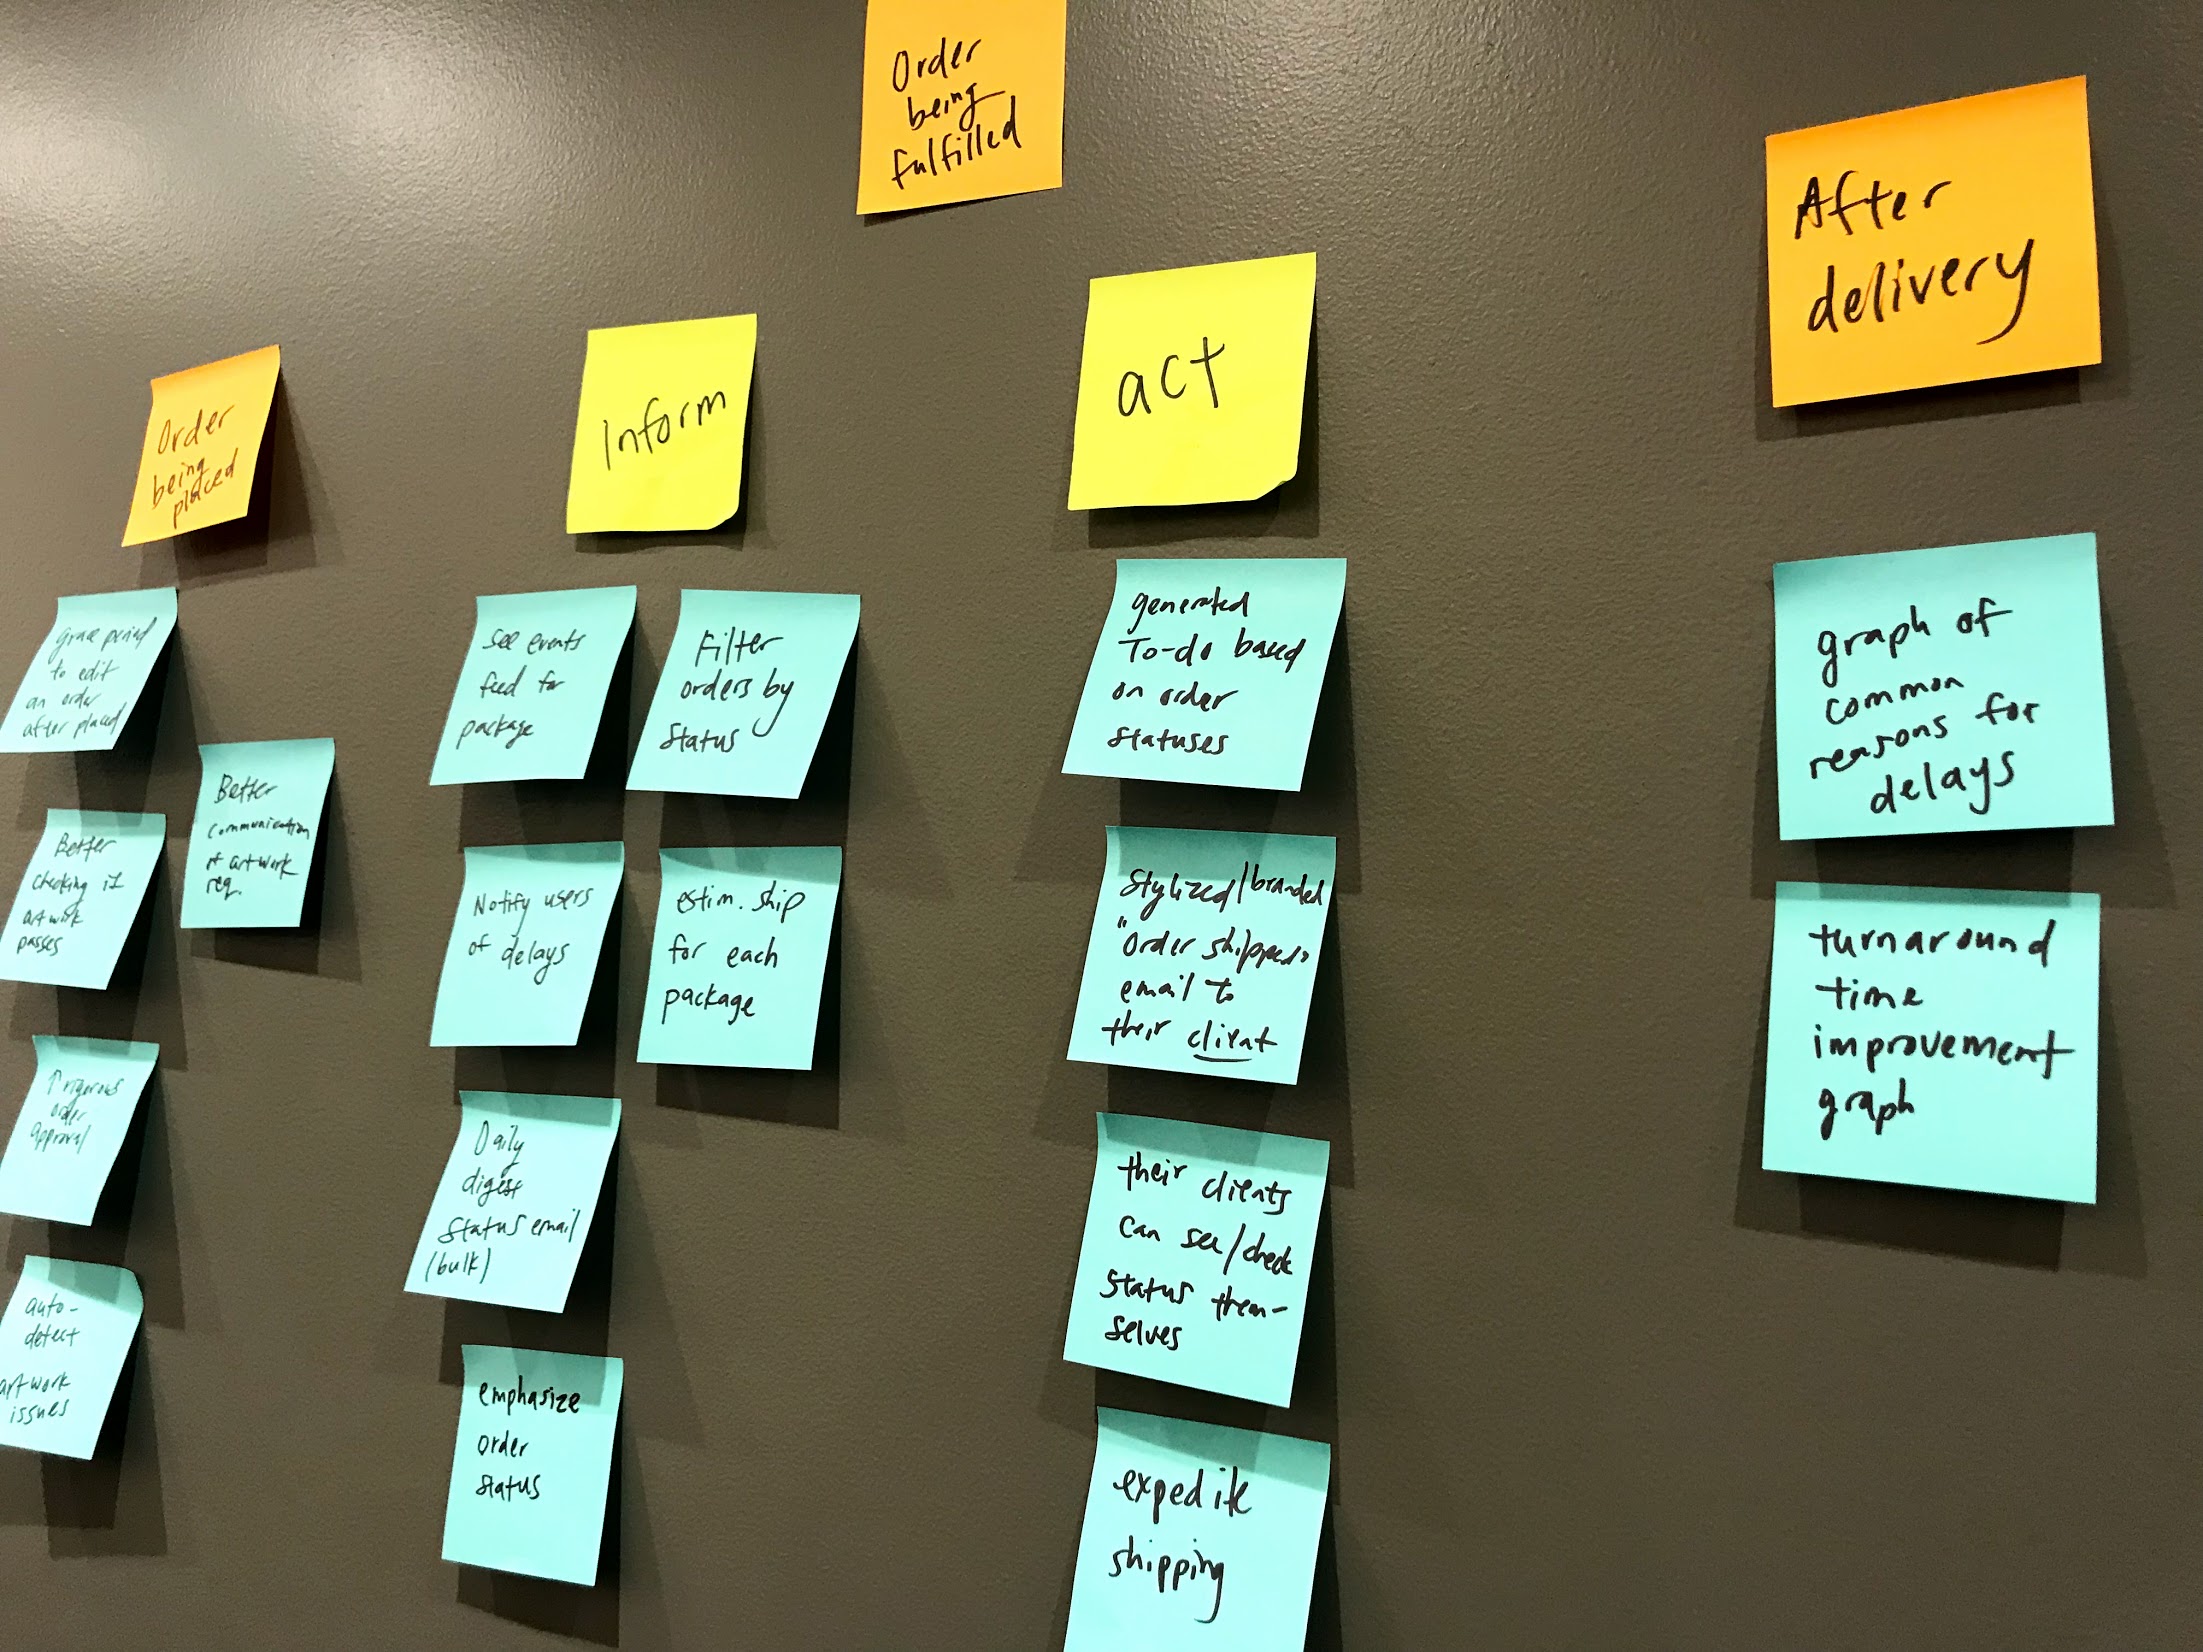 Order
being
fulfilled
After
delivery
Order
being
placed
Inform
act
Grace period
to edit
an order
after placed
Better
checking if
artwork
passes
↑ rigorous
order
approval
auto-
detect
artwork
issues
Better
communication
of artwork
req.
See events
feed for
package
Notify users
of delays
Daily
digest
status email
(bulk)
emphasize
order
status
Filter
orders by
status
estim. ship
for each
package
generated
To-do based
on order
statuses
Stylized/branded
"Order shipped"
email to
their client
their clients
can see/check
status them-
selves
expedite
shipping
graph of
common
reasons for
delays
turnaround
time
improvement
graph